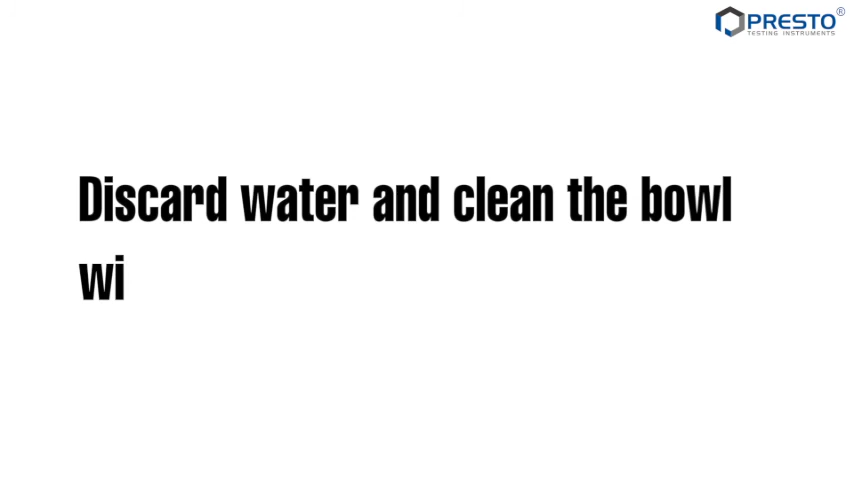 PRESTO®
TESTING INSTRUMENTS
Discard water and clean the bowl
wi